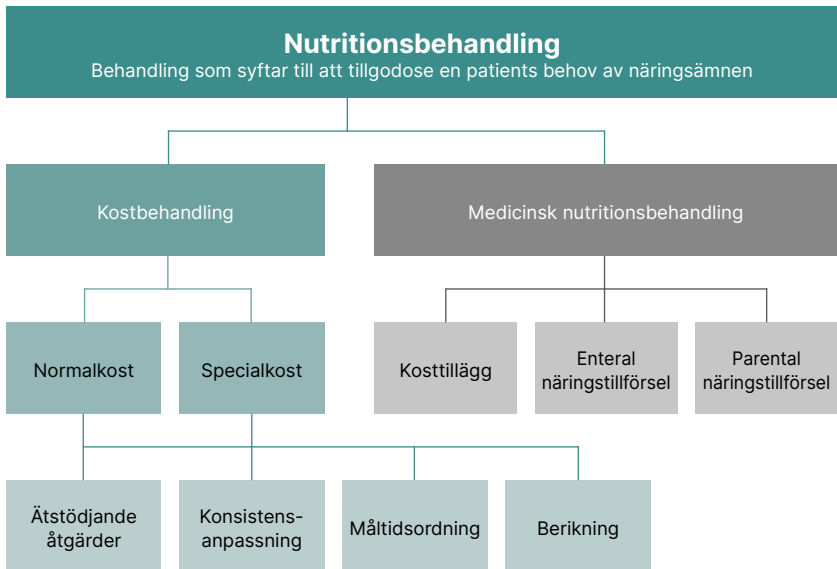 Nutritionsbehandling
Behandling som syftar till att tillgodose en patients behov av näringsämnen
Kostbehandling
Medicinsk nutritionsbehandling
Normalkost
Specialkost
Kosttillägg
Enteral
näringstillförsel
Parental
näringstillförsel
Ätstödjande
åtgärder
Konsistens-
anpassning
Måltidsordning
Berikning